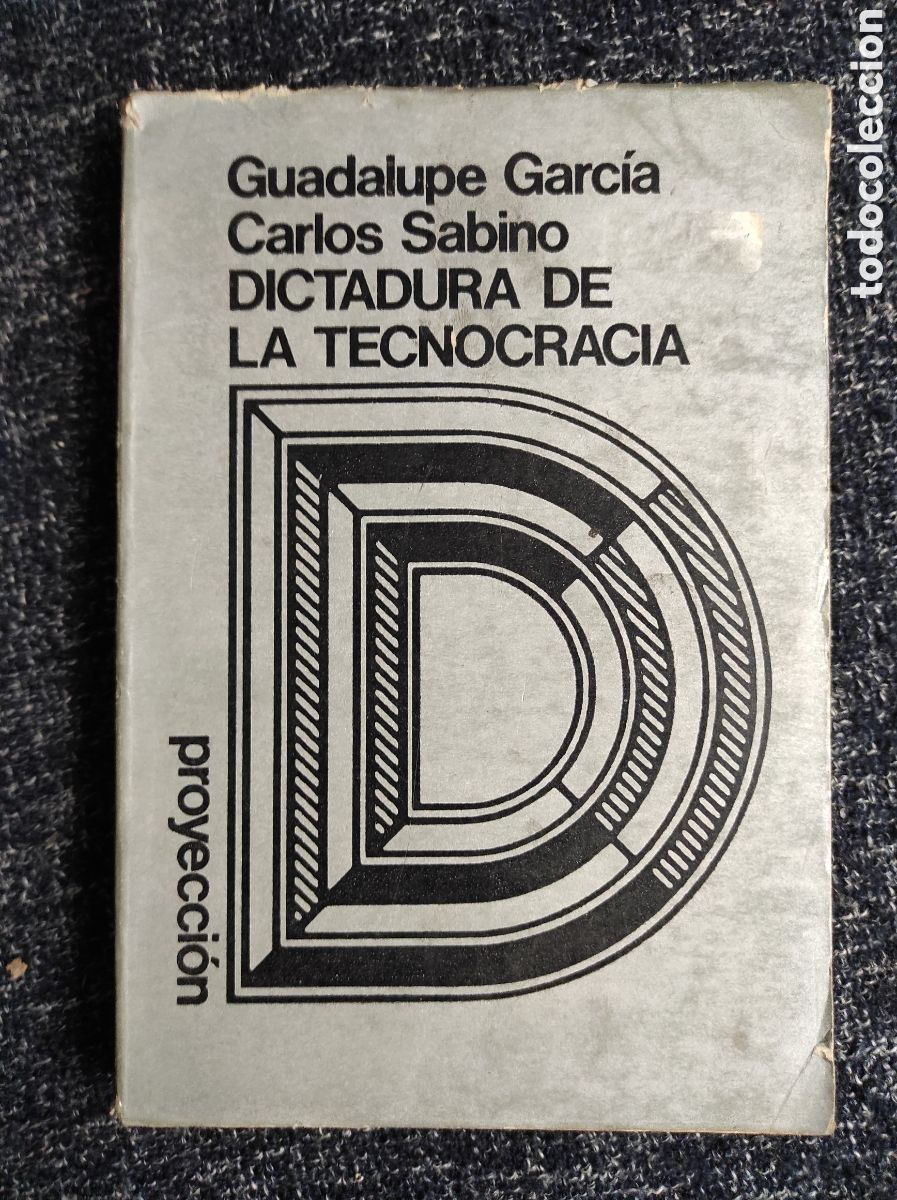 Guadalupe García
Carlos Sabino
DICTADURA DE
LA TECNOCRACIA
proyección
todocoleccion